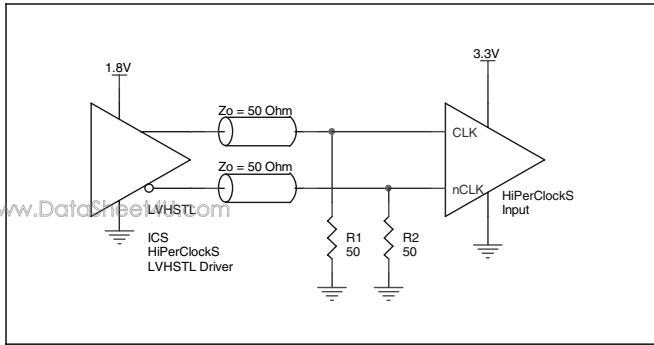 1.8V
3.3V
Zo = 50 Ohm
CLK
Zo = 50 Ohm
nCLK
HiPerClockS
Input
www.DataSheet4U.com
LVHSTL
ICS
HiPerClockS
LVHSTL Driver
R1
50
R2
50